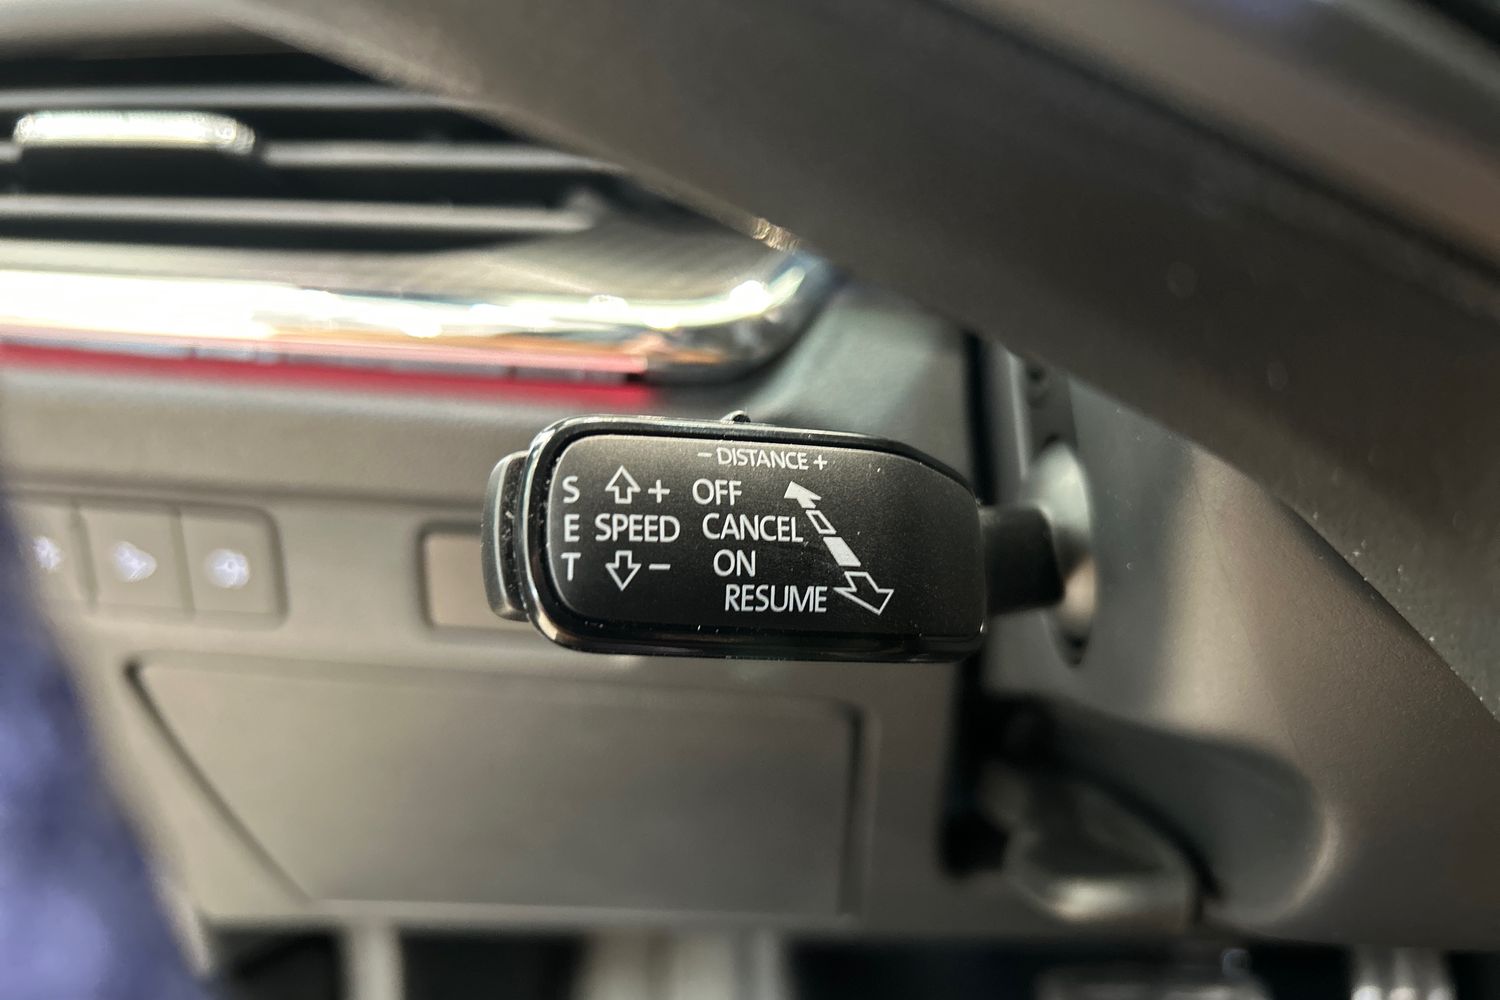 − DISTANCE +
S + OFF
E SPEED CANCEL
T − ON
RESUME